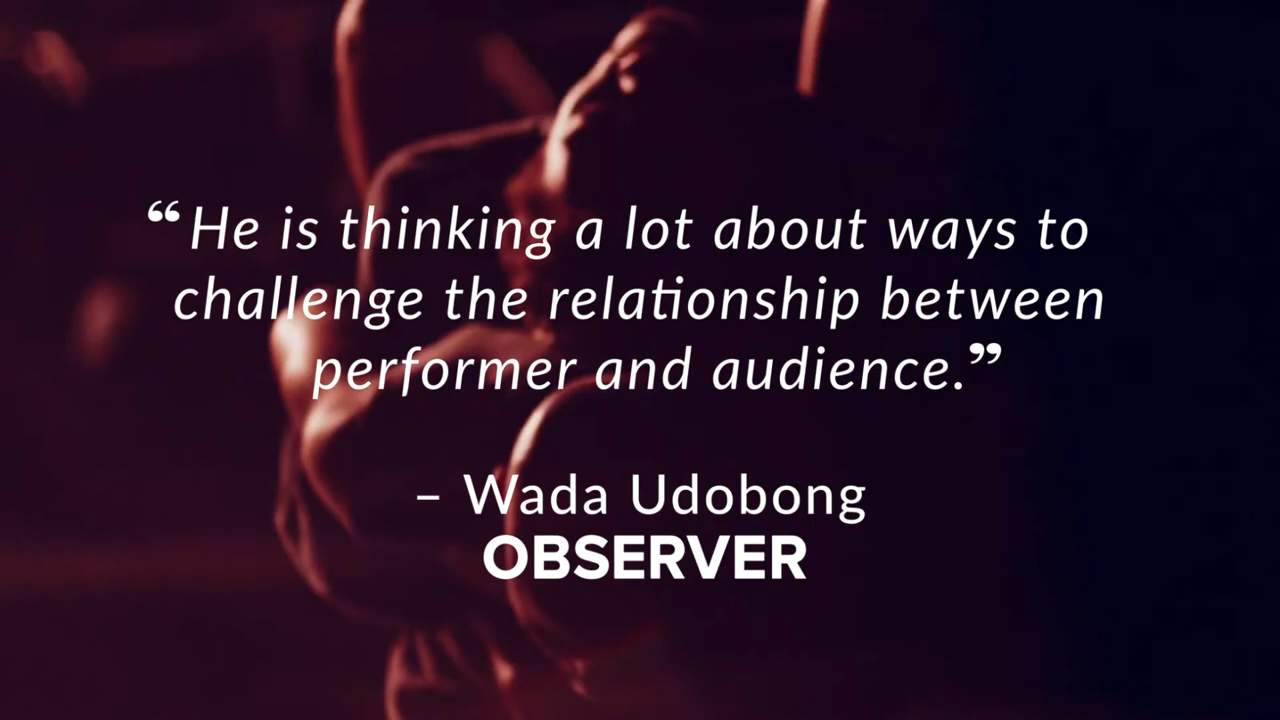 “He is thinking a lot about ways to
challenge the relationship between
performer and audience.”
– Wada Udobong
OBSERVER